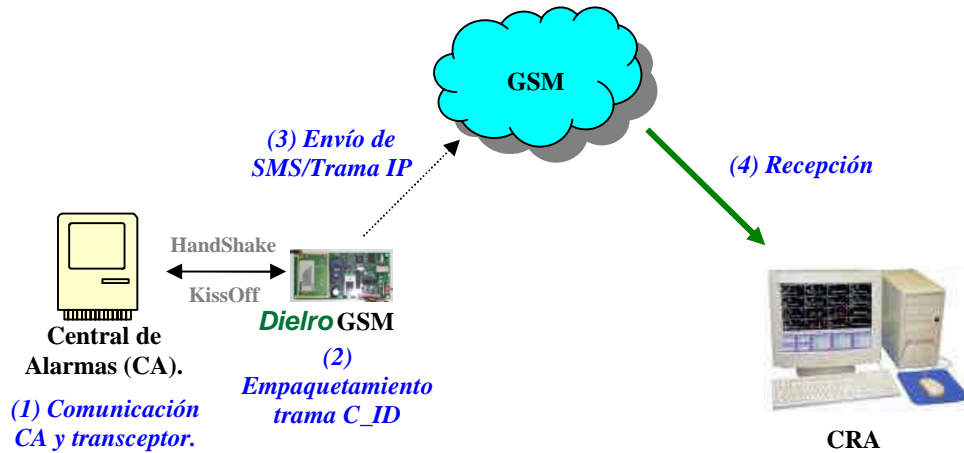 GSM
(3) Envío de
SMS/Trama IP
(4) Recepción
HandShake
KissOff
Dielro GSM
Central de
Alarmas (CA).
(2)
Empaquetamiento
trama C_ID
(1) Comunicación
CA y transceptor.
CRA